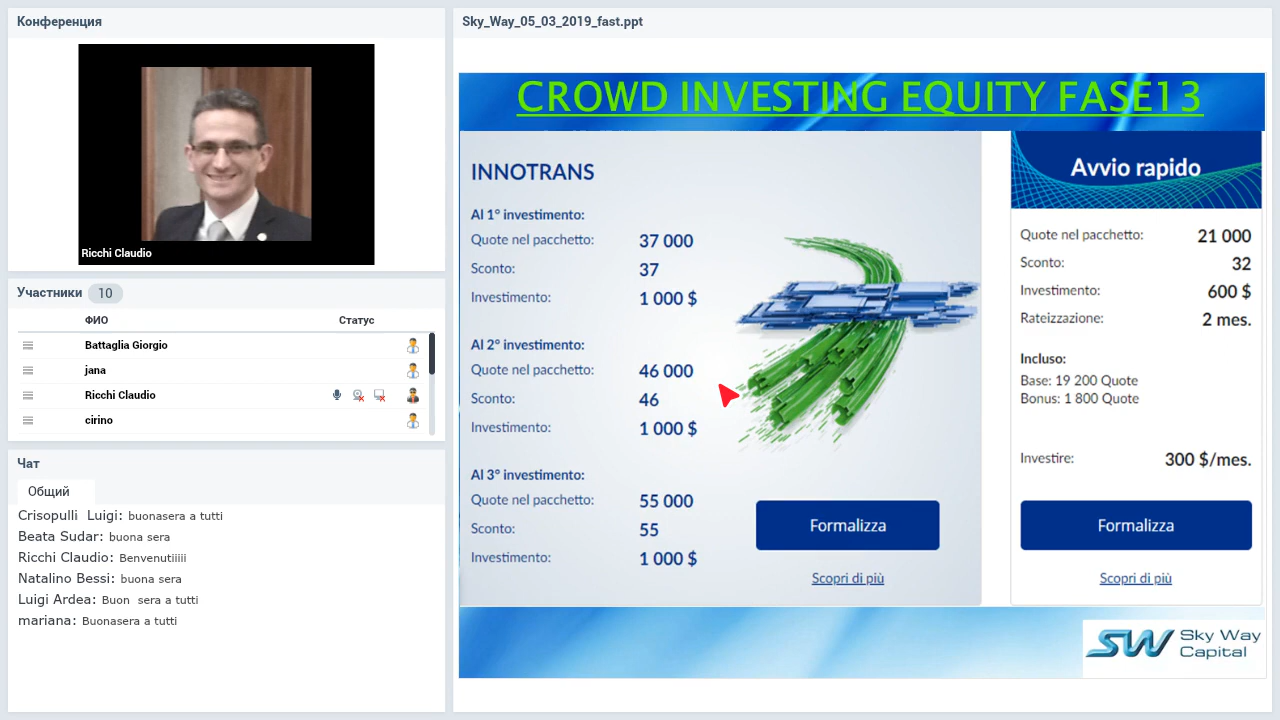 Конференция
Ricchi Claudio
Участники 10
ФИО Статус
Battaglia Giorgio
jana
Ricchi Claudio
cirino
Чат
Общий
Crisopulli Luigi: buonasera a tutti
Beata Sudar: buona sera
Ricchi Claudio: Benvenutiiiii
Natalino Bessi: buona sera
Luigi Ardea: Buon sera a tutti
mariana: Buonasera a tutti
Sky_Way_05_03_2019_fast.ppt
CROWD INVESTING EQUITY FASE13
INNOTRANS
Al 1° investimento:
Quote nel pacchetto: 37 000
Sconto: 37
Investimento: 1 000 $
Al 2° investimento:
Quote nel pacchetto: 46 000
Sconto: 46
Investimento: 1 000 $
Al 3° investimento:
Quote nel pacchetto: 55 000
Sconto: 55
Investimento: 1 000 $
Formalizza
Scopri di più
Avvio rapido
Quote nel pacchetto: 21 000
Sconto: 32
Investimento: 600 $
Rateizzazione: 2 mes.
Incluso:
Base: 19 200 Quote
Bonus: 1 800 Quote
Investire: 300 $/mes.
Formalizza
Scopri di più
SW Sky Way
Capital